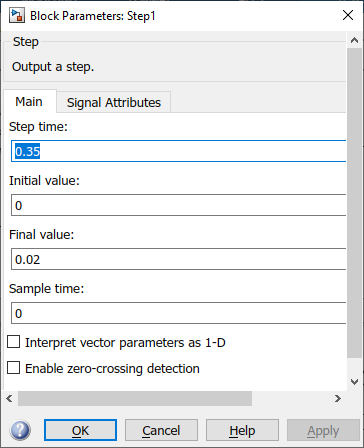 Block Parameters: Step1
Step
Output a step.
Main Signal Attributes
Step time:
0.35
Initial value:
0
Final value:
0.02
Sample time:
0
Interpret vector parameters as 1-D
Enable zero-crossing detection
OK Cancel Help Apply